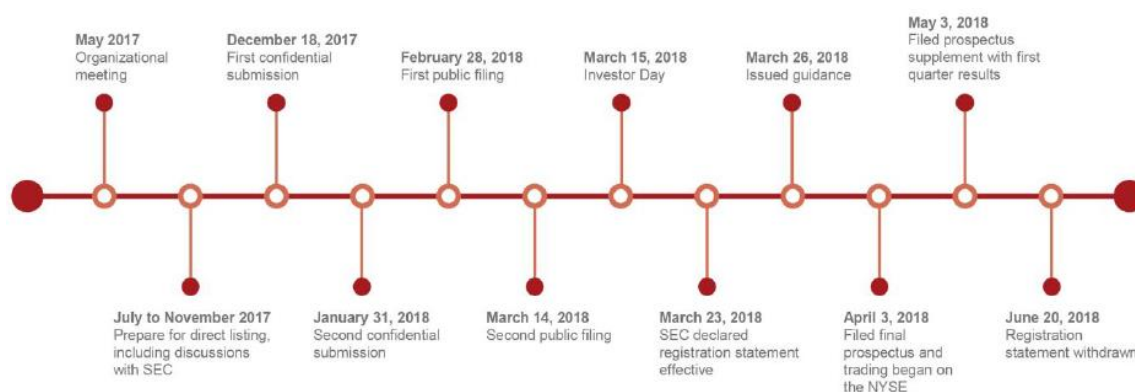 May 2017
Organizational
meeting
July to November 2017
Prepare for direct listing,
including discussions
with SEC
December 18, 2017
First confidential
submission
January 31, 2018
Second confidential
submission
February 28, 2018
First public filing
March 14, 2018
Second public filing
March 15, 2018
Investor Day
March 23, 2018
SEC declared
registration statement
effective
March 26, 2018
Issued guidance
April 3, 2018
Filed final
prospectus and
trading began on
the NYSE
May 3, 2018
Filed prospectus
supplement with first
quarter results
June 20, 2018
Registration
statement withdrawn